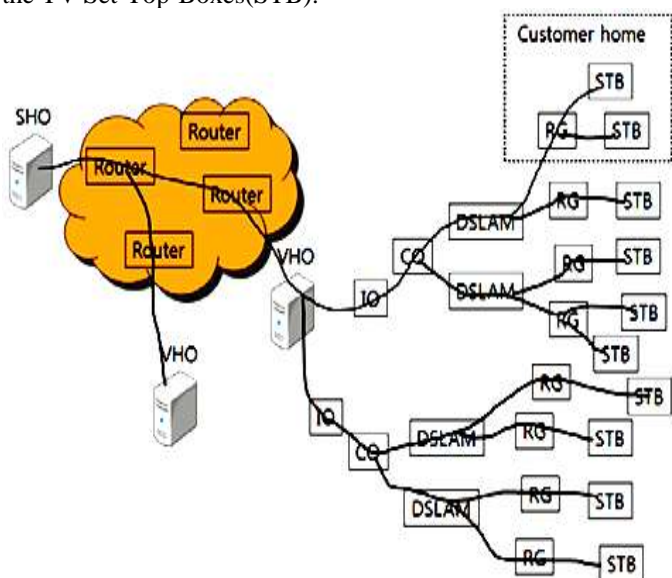 the TV Set Top Boxes(STB).
Customer home
STB
RG
STB
SHO
Router
Router
Router
Router
VHO
VHO
IO
CO
DSLAM
RG
STB
DSLAM
RG
STB
RG
STB
STB
IO
CO
DSLAM
RG
STB
RG
STB
DSLAM
RG
STB
RG
STB